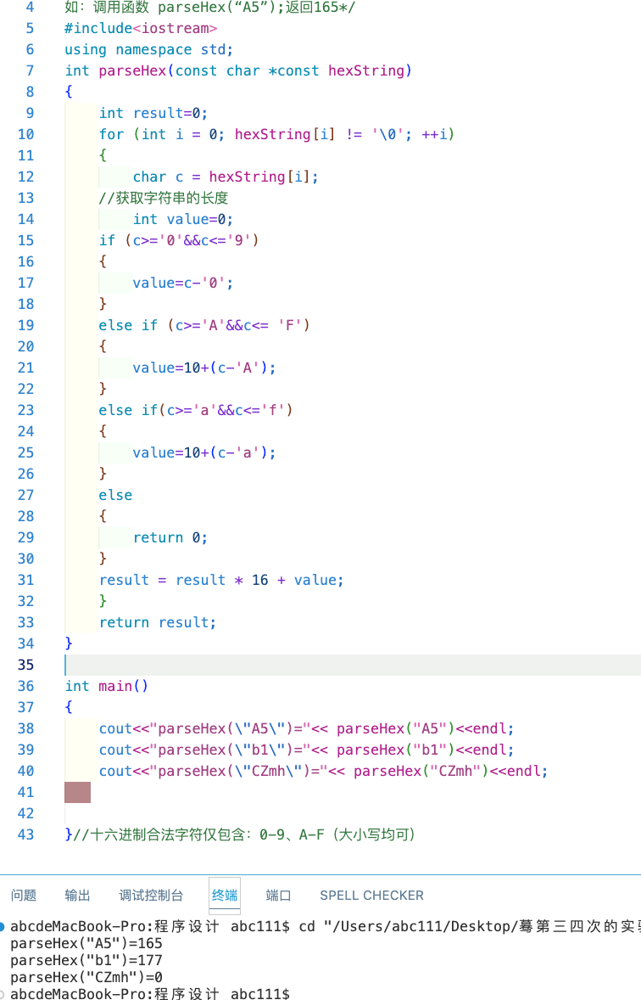 4 如：调用函数 parseHex(“A5”);返回165*/
5 #include<iostream>
6 using namespace std;
7 int parseHex(const char *const hexString)
8 {
9 int result=0;
10 for (int i = 0; hexString[i] != '\0'; ++i)
11 {
12 char c = hexString[i];
13 //获取字符串的长度
14 int value=0;
15 if (c>='0'&&c<='9')
16 {
17 value=c-'0';
18 }
19 else if (c>='A'&&c<= 'F')
20 {
21 value=10+(c-'A');
22 }
23 else if(c>='a'&&c<='f')
24 {
25 value=10+(c-'a');
26 }
27 else
28 {
29 return 0;
30 }
31 result = result * 16 + value;
32 }
33 return result;
34 }
35
36 int main()
37 {
38 cout<<"parseHex(\"A5\")="<< parseHex("A5")<<endl;
39 cout<<"parseHex(\"b1\")="<< parseHex("b1")<<endl;
40 cout<<"parseHex(\"CZmh\")="<< parseHex("CZmh")<<endl;
41
42
43 }//十六进制合法字符仅包含：0-9、A-F（大小写均可）
问题 输出 调试控制台 终端 端口 SPELL CHECKER
abcdeMacBook-Pro:程序设计 abc111$ cd "/Users/abc111/Desktop/蓦第三四次的实
parseHex("A5")=165
parseHex("b1")=177
parseHex("CZmh")=0
abcdeMacBook-Pro:程序设计 abc111$